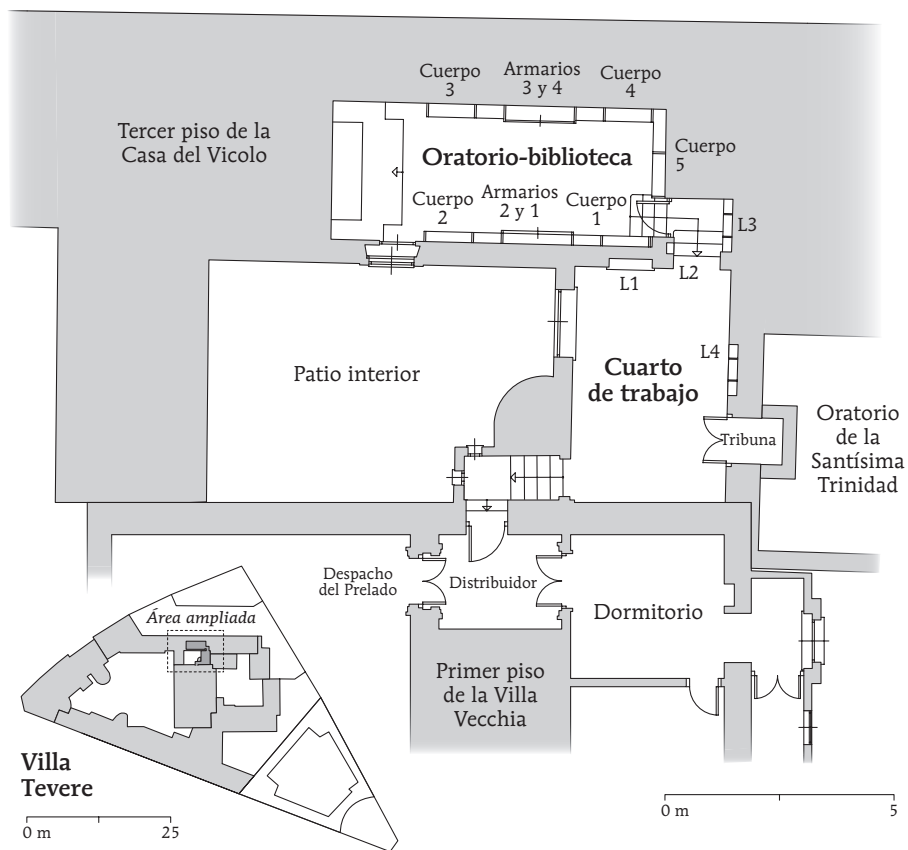 Cuerpo
3
Armarios
3 y 4
Cuerpo
4
Tercer piso de la
Casa del Vicolo
Oratorio-biblioteca
Cuerpo
5
Cuerpo
2
Armarios
2 y 1
Cuerpo
1
L3
L1
L2
Patio interior
L4
Cuarto
de trabajo
Tribuna
Oratorio
de la
Santísima
Trinidad
Despacho
del Prelado
Distribuidor
Dormitorio
Área ampliada
Primer piso
de la Villa
Vecchia
Villa
Tevere
0 m
25
0 m
5